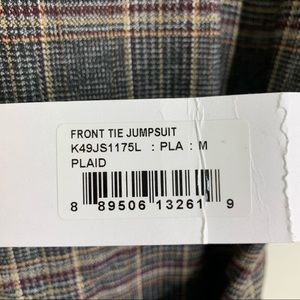 FRONT TIE JUMPSUIT
K49JS1175L : PLA : M
PLAID
8 89506 13261 9